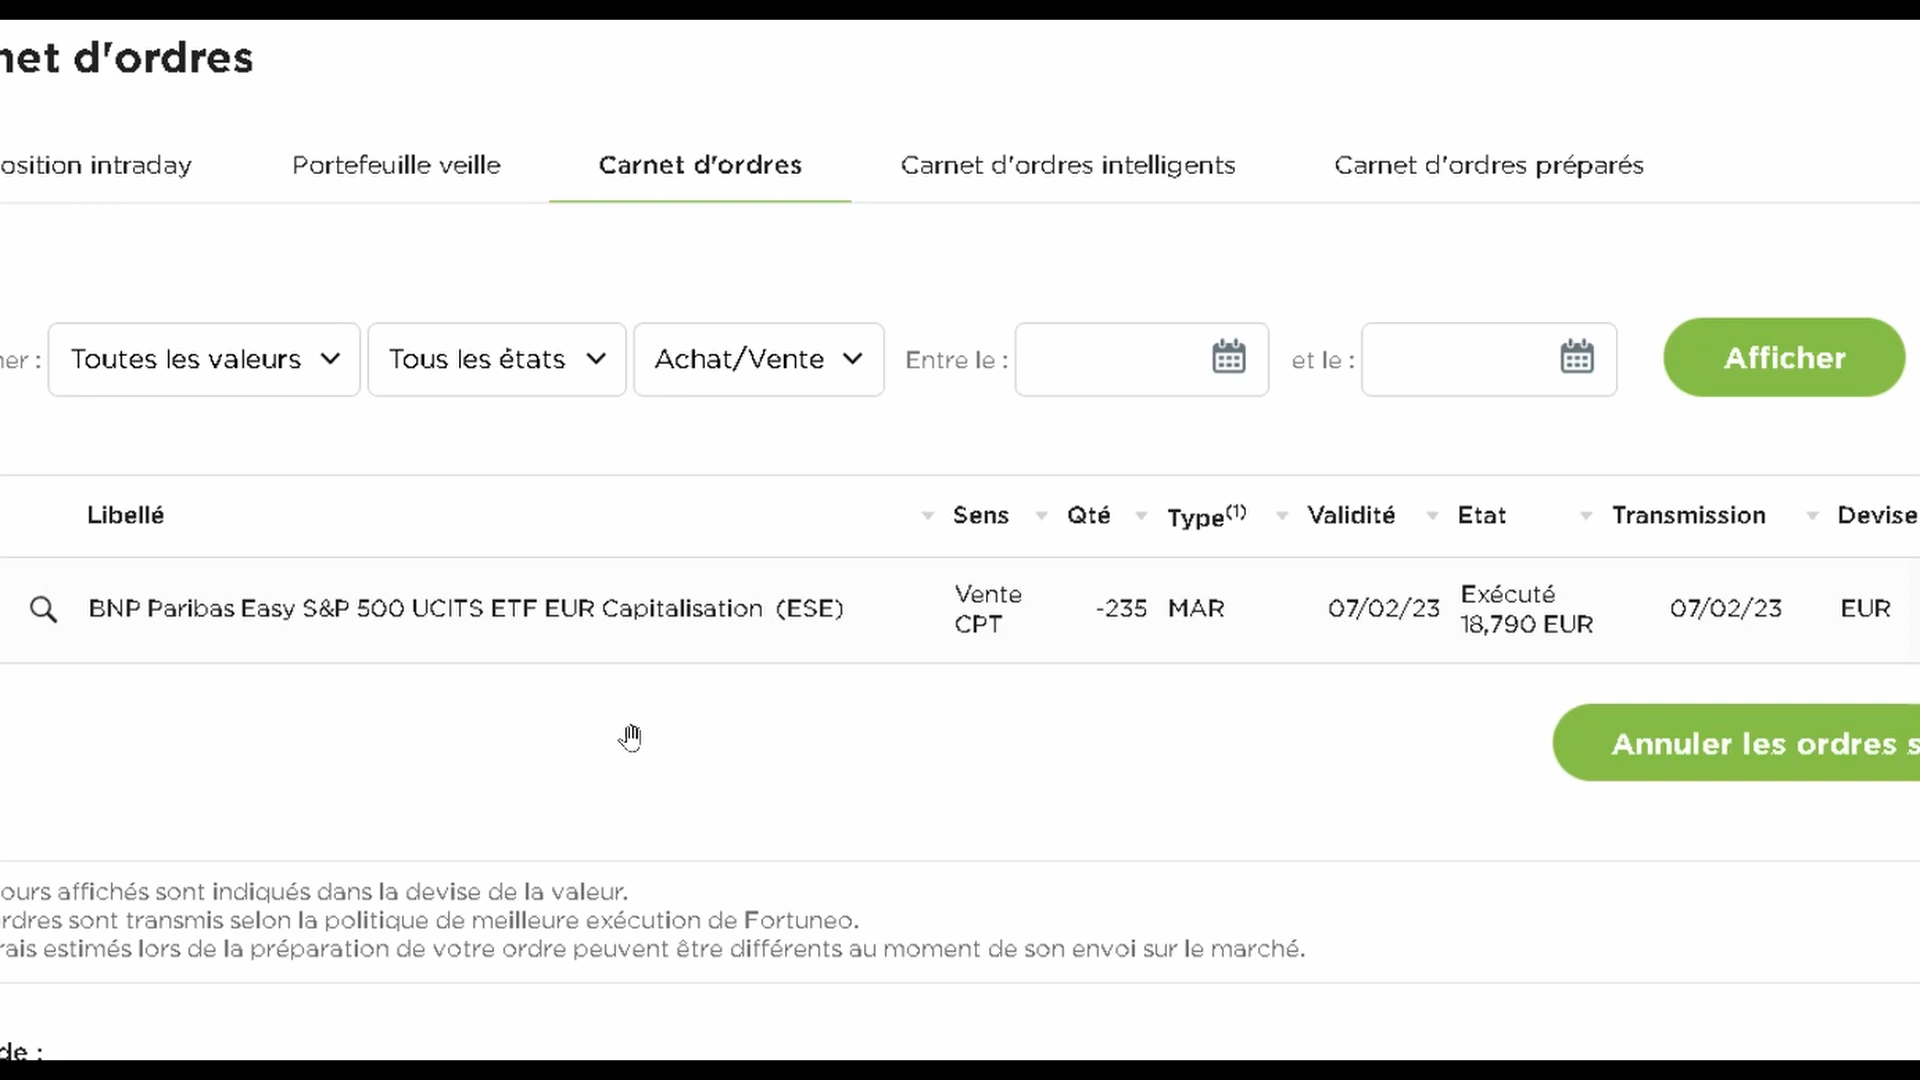 net d'ordres
osition intraday Portefeuille veille Carnet d'ordres Carnet d'ordres intelligents Carnet d'ordres préparés
ner : Toutes les valeurs Tous les états Achat/Vente Entre le : et le : Afficher
Libellé Sens Qté Type(1) Validité Etat Transmission Devise
BNP Paribas Easy S&P 500 UCITS ETF EUR Capitalisation (ESE) Vente CPT -235 MAR 07/02/23 Exécuté 18,790 EUR 07/02/23 EUR
Annuler les ordres s
ours affichés sont indiqués dans la devise de la valeur.
rdres sont transmis selon la politique de meilleure exécution de Fortuneo.
rais estimés lors de la préparation de votre ordre peuvent être différents au moment de son envoi sur le marché.
de :